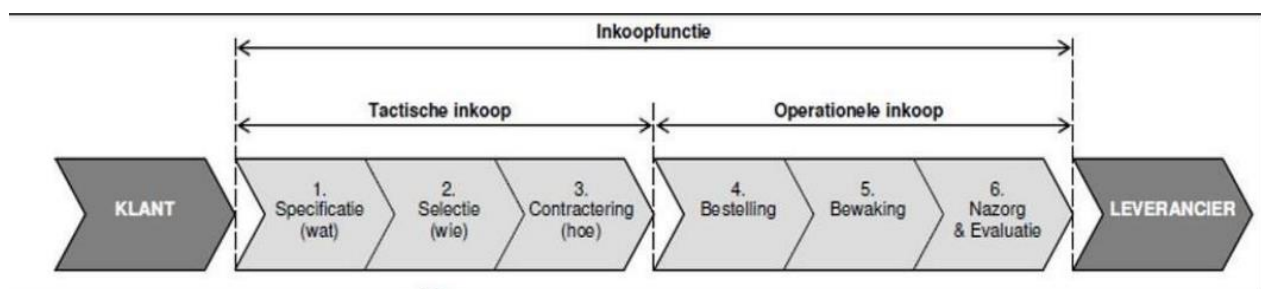 Inkoopfunctie
Tactische inkoop
Operationele inkoop
KLANT
1.
Specificatie
(wat)
2.
Selectie
(wie)
3.
Contractering
(hoe)
4.
Bestelling
5.
Bewaking
6.
Nazorg
& Evaluatie
LEVERANCIER